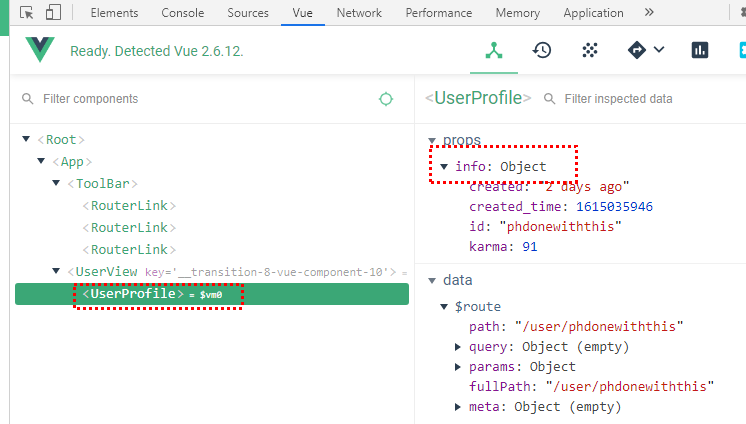 Elements Console Sources Vue Network Performance Memory Application »
Ready. Detected Vue 2.6.12.
Filter components
<UserProfile> Filter inspected data
<Root>
<App>
<ToolBar>
<RouterLink>
<RouterLink>
<RouterLink>
<UserView key='__transition-8-vue-component-10'> =
<UserProfile> = $vm0
props
info: Object
created: "2 days ago"
created_time: 1615035946
id: "phdonewiththis"
karma: 91
data
$route
path: "/user/phdonewiththis"
query: Object (empty)
params: Object
fullPath: "/user/phdonewiththis"
meta: Object (empty)